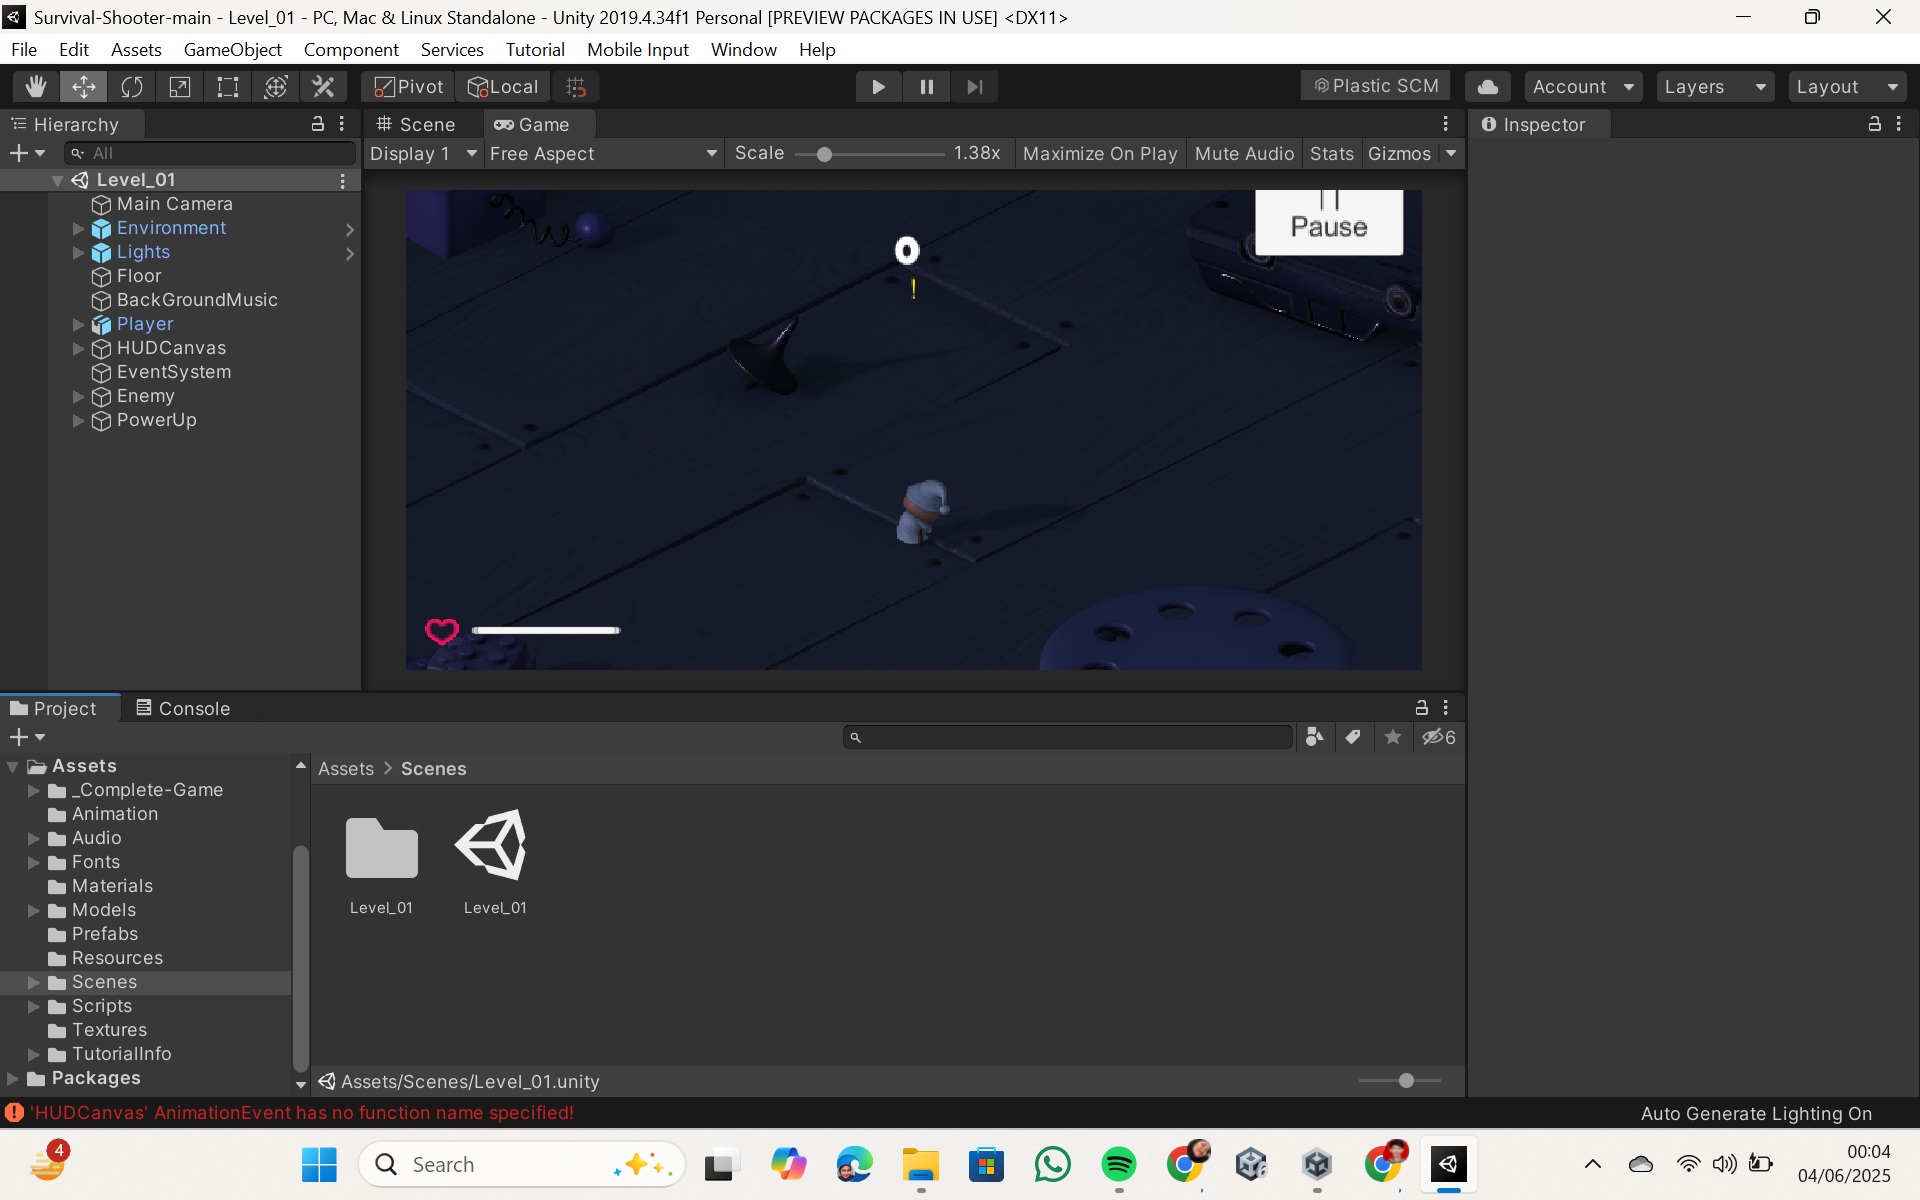 Survival-Shooter-main - Level_01 - PC, Mac & Linux Standalone - Unity 2019.4.34f1 Personal [PREVIEW PACKAGES IN USE] <DX11>
File Edit Assets GameObject Component Services Tutorial Mobile Input Window Help
Pivot Local Plastic SCM Account Layers Layout
Hierarchy
All
Level_01
Main Camera
Environment
Lights
Floor
BackGroundMusic
Player
HUDCanvas
EventSystem
Enemy
PowerUp
Scene Game
Display 1 Free Aspect Scale 1.38x Maximize On Play Mute Audio Stats Gizmos
Pause
0
!
Inspector
Project Console
6
Assets
_Complete-Game
Animation
Audio
Fonts
Materials
Models
Prefabs
Resources
Scenes
Scripts
Textures
TutorialInfo
Packages
Assets > Scenes
Level_01 Level_01
Assets/Scenes/Level_01.unity
'HUDCanvas' AnimationEvent has no function name specified!
Auto Generate Lighting On
4
Search
6
00:04
04/06/2025